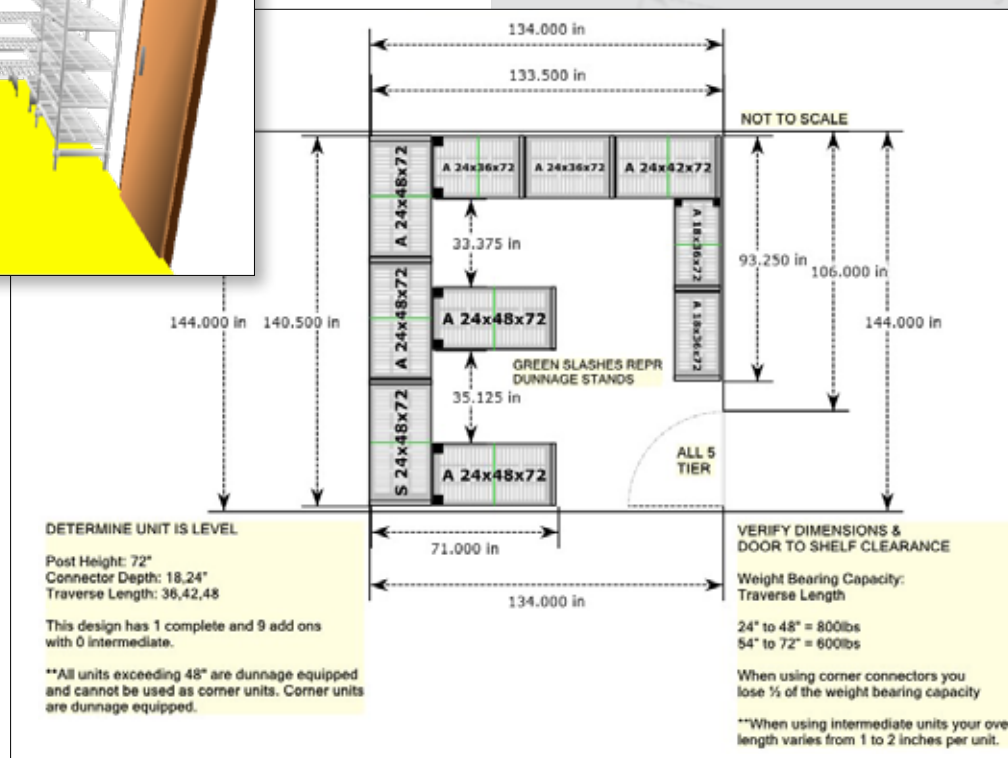 134.000 in
133.500 in
NOT TO SCALE
A 24x48x72
A 24x36x72
A 24x36x72
A 24x42x72
A 18x36x72
33.375 in
93.250 in
106.000 in
A 24x48x72
A 24x48x72
A 18x36x72
144.000 in
140.500 in
144.000 in
GREEN SLASHES REPR
DUNNAGE STANDS
35.125 in
S 24x48x72
A 24x48x72
ALL 5
TIER
71.000 in
134.000 in
DETERMINE UNIT IS LEVEL
Post Height: 72"
Connector Depth: 18,24"
Traverse Length: 36,42,48
This design has 1 complete and 9 add ons
with 0 intermediate.
**All units exceeding 48" are dunnage equipped
and cannot be used as corner units. Corner units
are dunnage equipped.
VERIFY DIMENSIONS &
DOOR TO SHELF CLEARANCE
Weight Bearing Capacity:
Traverse Length
24" to 48" = 800lbs
54" to 72" = 600lbs
When using corner connectors you
lose ½ of the weight bearing capacity
**When using intermediate units your ove
length varies from 1 to 2 inches per unit.